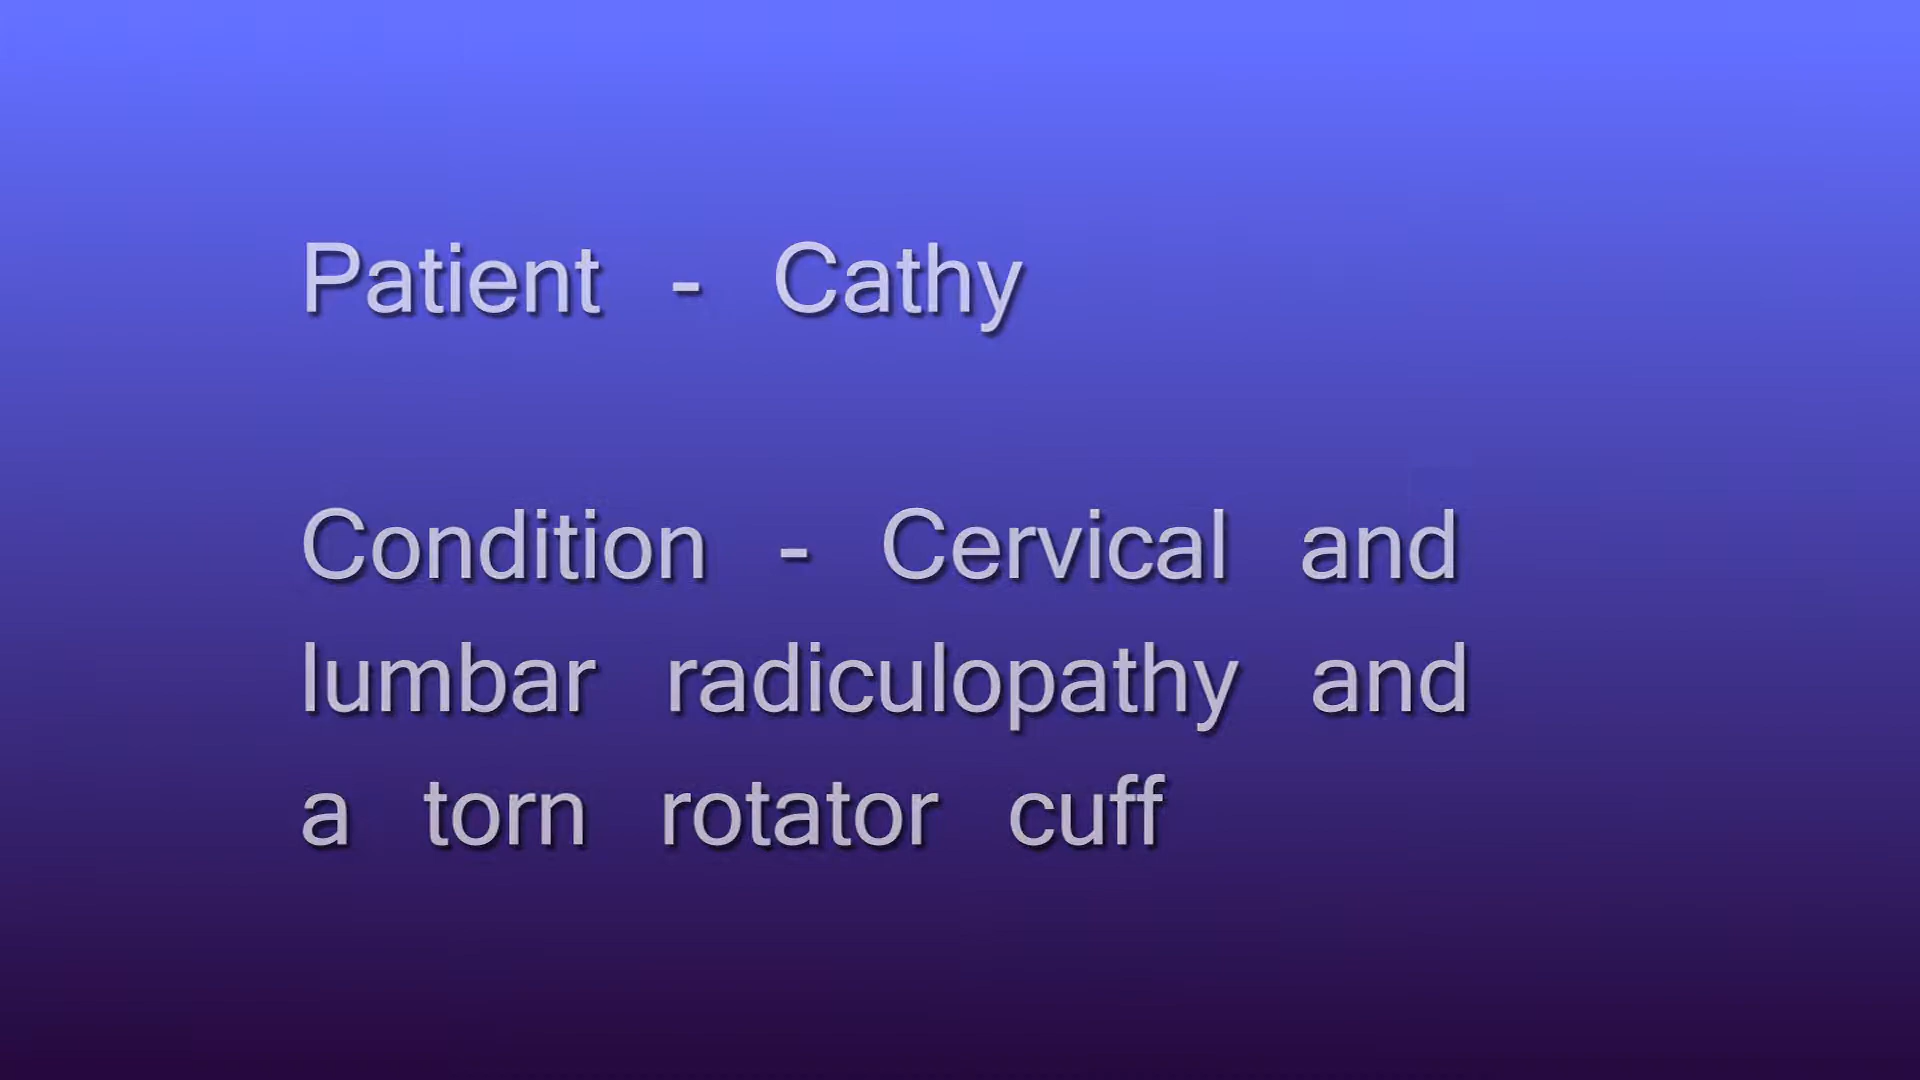 Patient - Cathy
Condition - Cervical and
lumbar radiculopathy and
a torn rotator cuff